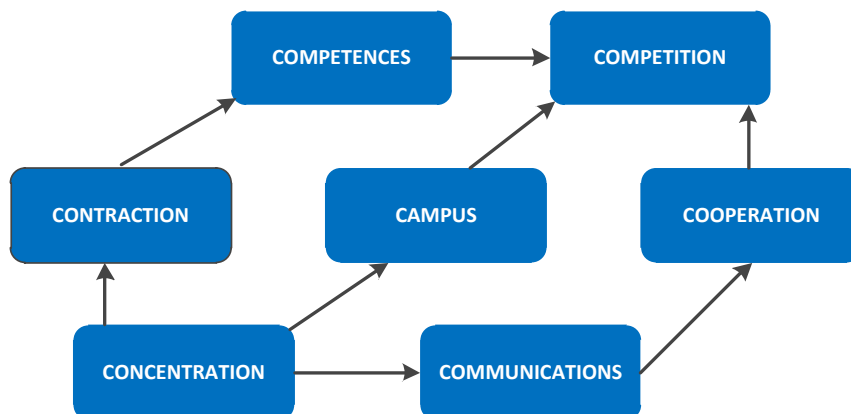 COMPETENCES
COMPETITION
CONTRACTION
CAMPUS
COOPERATION
CONCENTRATION
COMMUNICATIONS